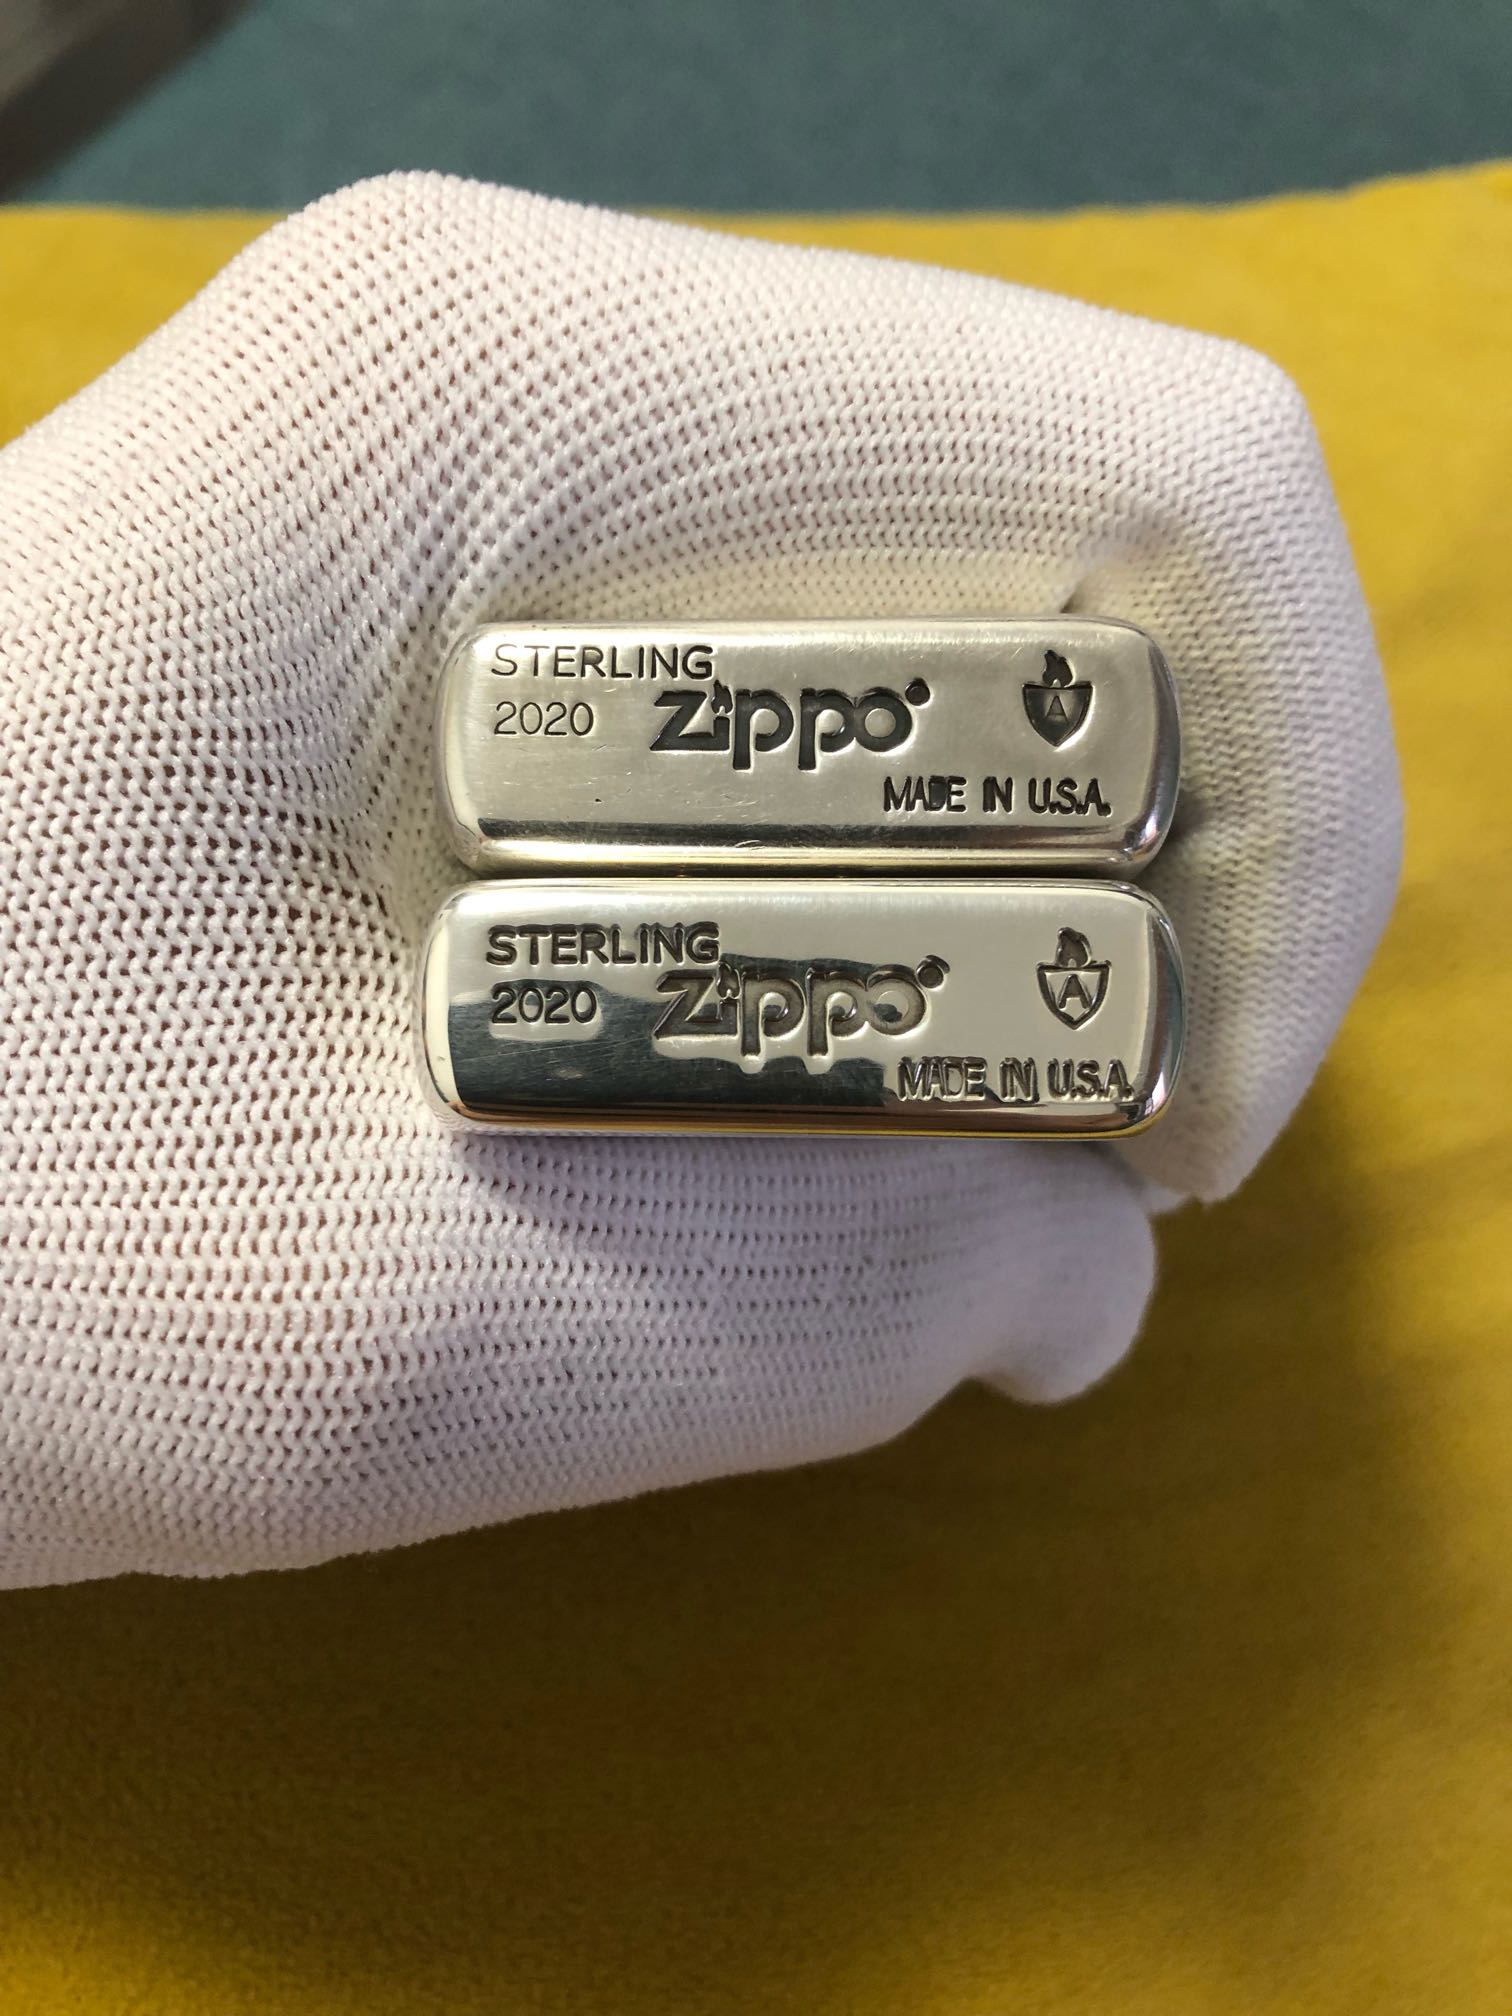 STERLING
2020 zippo
A
MADE IN U.S.A.
STERLING
2020 zippo
A
MADE IN U.S.A.